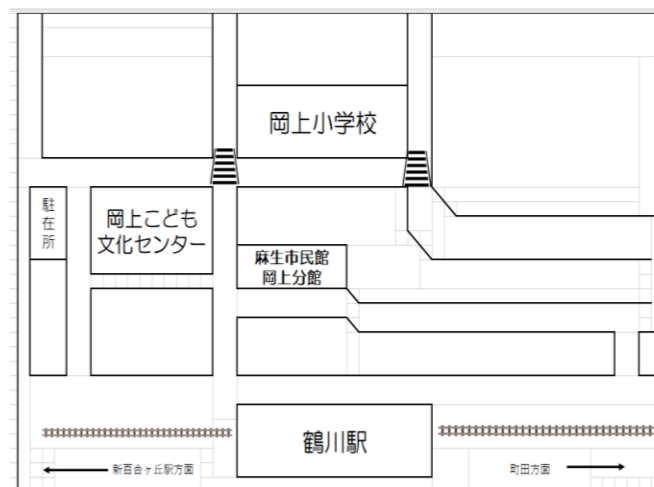 岡上小学校
駐在所
岡上こども
文化センター
麻生市民館
岡上分館
鶴川駅
新百合ヶ丘駅方面
町田方面